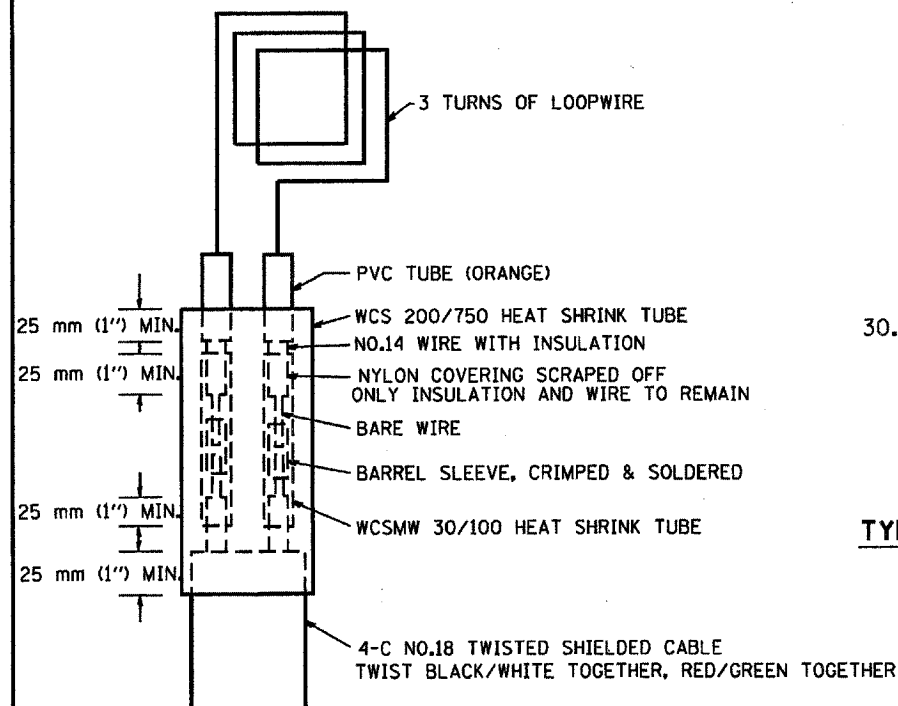 3 TURNS OF LOOPWIRE
PVC TUBE (ORANGE)
WCS 200/750 HEAT SHRINK TUBE
25 mm (1") MIN.
30.
NO.14 WIRE WITH INSULATION
25 mm (1") MIN.
NYLON COVERING SCRAPED OFF
ONLY INSULATION AND WIRE TO REMAIN
BARE WIRE
BARREL SLEEVE, CRIMPED & SOLDERED
25 mm (1") MIN.
WCSMW 30/100 HEAT SHRINK TUBE
TYP
25 mm (1") MIN.
4-C NO.18 TWISTED SHIELDED CABLE
TWIST BLACK/WHITE TOGETHER, RED/GREEN TOGETHER